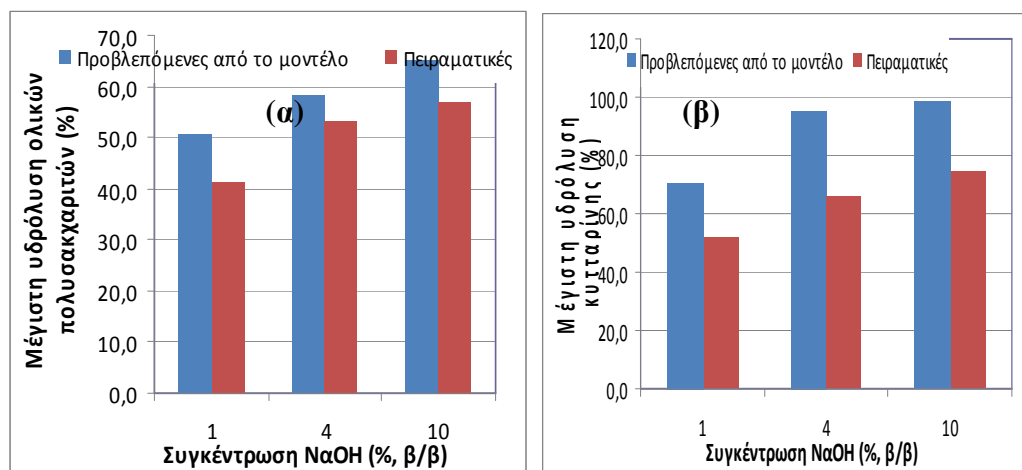 70,0
Προβλεπόμενες από το μοντέλο
Πειραματικές
60,0
(α)
50,0
40,0
30,0
20,0
10,0
0,0
Μέγιστη υδρόλυση ολικών
πολυσακχαριτών (%)
1 4 10
Συγκέντρωση NαOH (%, β/β)
120,0
Προβλεπόμενες από το μοντέλο
Πειραματικές
100,0
(β)
80,0
60,0
40,0
20,0
0,0
Μέγιστη υδρόλυση
κυτταρίνης (%)
1 4 10
Συγκέντρωση NαOH (%, β/β)